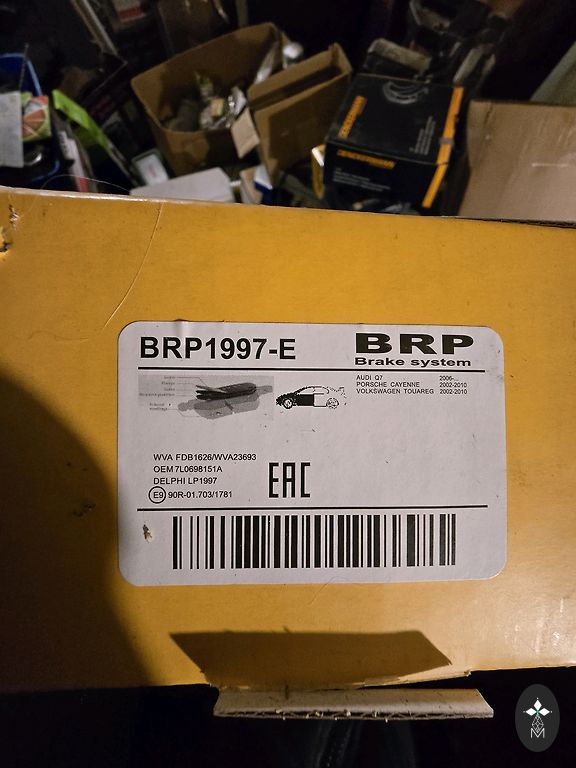 BRP1997-E
BRP
Brake system
AUDI Q7 2006-...
PORSCHE CAYENNE 2002-2010
VOLKSWAGEN TOUAREG 2002-2010
WVA FDB1626/WVA23693
OEM 7L0698151A
DELPHI LP1997
E9 90R-01.703/1781
EAC
M